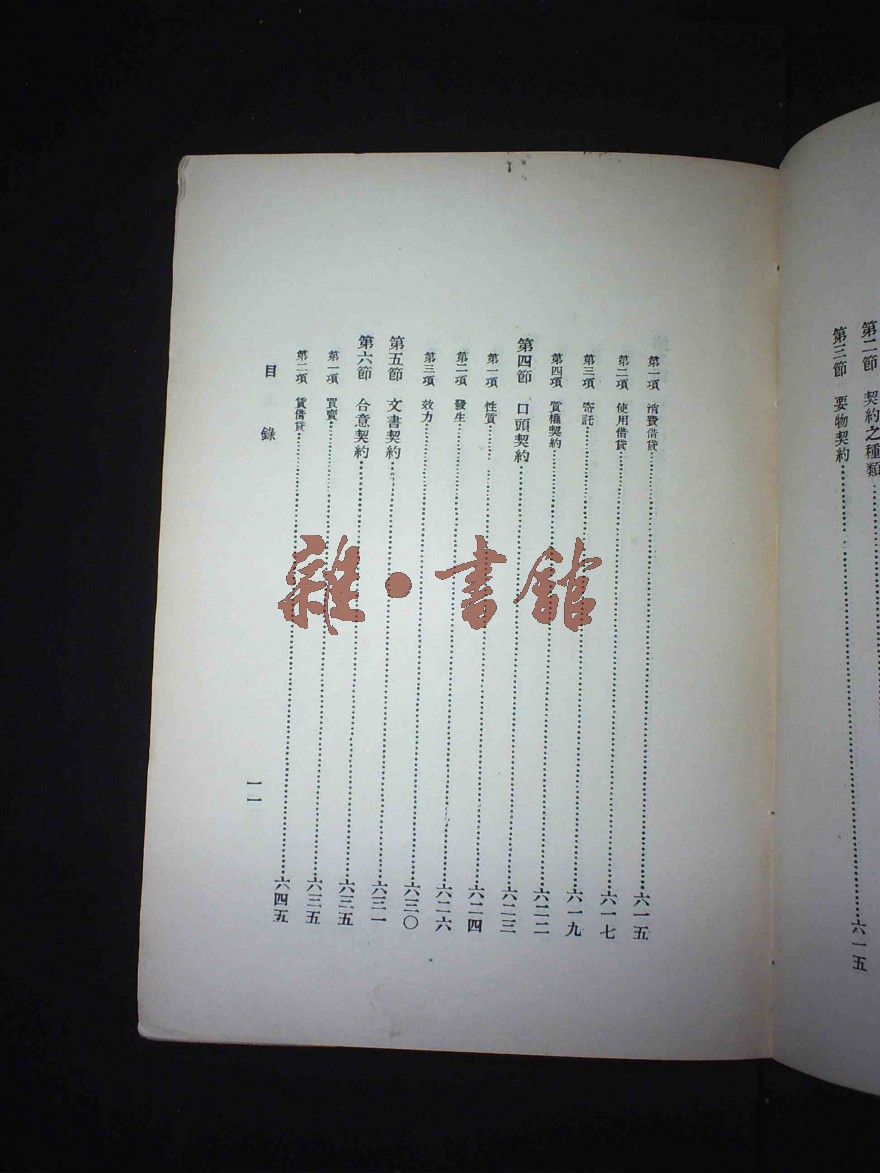 第二節 契約之種類……
第三節 要物契約……六一五
第一項 消費借貸……六一五
第二項 使用借貸……六一七
第三項 寄託……六一九
第四項 質權契約……六二二
第四節 口頭契約……六二三
第一項 性質……六二四
第二項 發生……六二六
第三項 效力……六三〇
第五節 文書契約……六三一
第六節 合意契約……六三五
第一項 買賣……六三五
第二項 賃借貸……六四五
目錄 一一
雜·書館